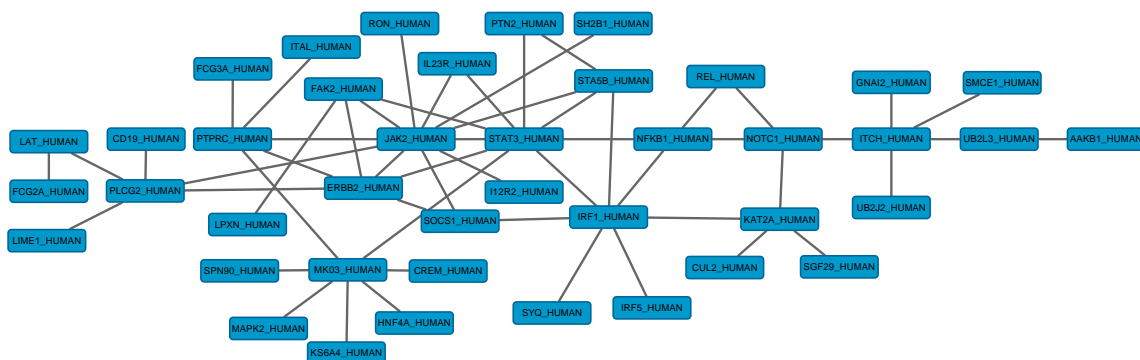 RON_HUMAN
PTN2_HUMAN
SH2B1_HUMAN
ITAL_HUMAN
FCG3A_HUMAN
IL23R_HUMAN
FAK2_HUMAN
STA5B_HUMAN
REL_HUMAN
GNAI2_HUMAN
SMCE1_HUMAN
LAT_HUMAN
CD19_HUMAN
PTPRC_HUMAN
JAK2_HUMAN
STAT3_HUMAN
NFKB1_HUMAN
NOTC1_HUMAN
ITCH_HUMAN
UB2L3_HUMAN
AAKB1_HUMAN
FCG2A_HUMAN
PLCG2_HUMAN
ERBB2_HUMAN
I12R2_HUMAN
UB2J2_HUMAN
LPXN_HUMAN
SOCS1_HUMAN
IRF1_HUMAN
KAT2A_HUMAN
LIME1_HUMAN
SPN90_HUMAN
MK03_HUMAN
CREM_HUMAN
CUL2_HUMAN
SGF29_HUMAN
SYQ_HUMAN
IRF5_HUMAN
MAPK2_HUMAN
HNF4A_HUMAN
KS6A4_HUMAN